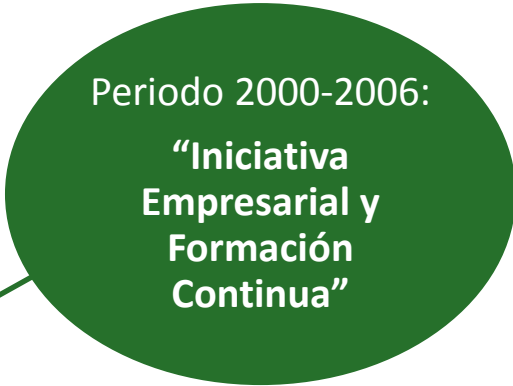 Periodo 2000-2006:
“Iniciativa
Empresarial y
Formación
Continua”